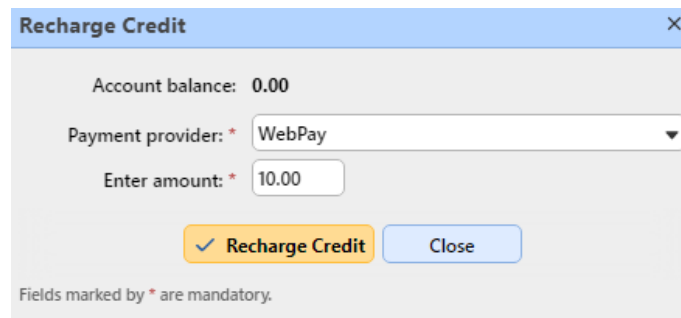 Recharge Credit ×
Account balance: 0.00
Payment provider: * WebPay
Enter amount: * 10.00
Recharge Credit Close
Fields marked by * are mandatory.